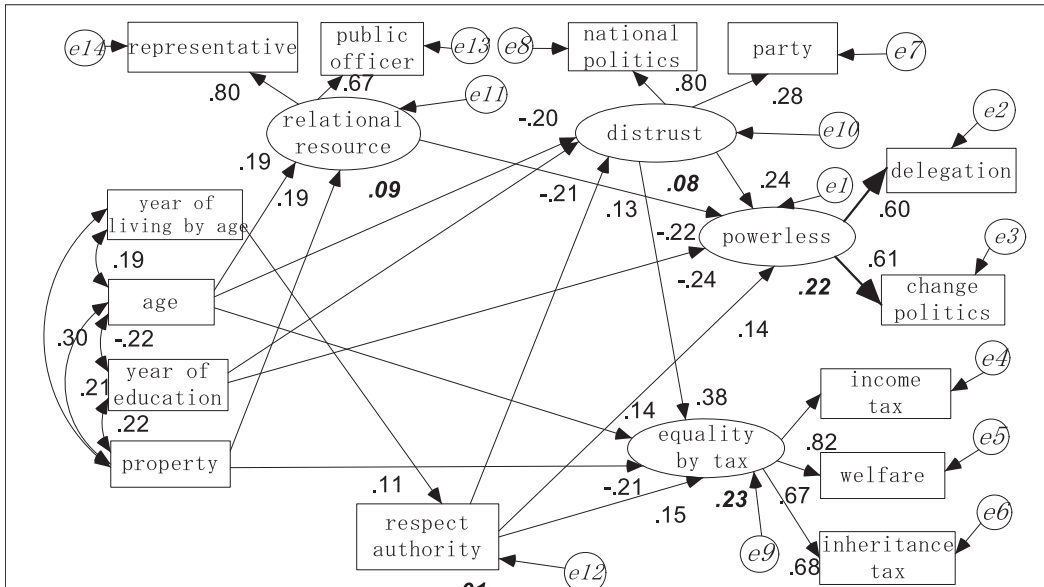 e14
representative
public
officer
e13
e8
national
politics
party
e7
.80
.67
e11
relational
resource
.09
-.20
.80
.28
distrust
e10
.08
e2
delegation
.60
.19
.19
-.21
.13
.24
e1
powerless
.22
-.22
-.24
e3
.61
change
politics
year of
living by age
.19
age
.30
-.22
year of
education
.21
.22
property
.14
.14
.38
equality
by tax
.23
income
tax
e4
.82
welfare
e5
.67
inheritance
tax
e6
.68
-.21
.15
e9
.11
respect
authority
e12